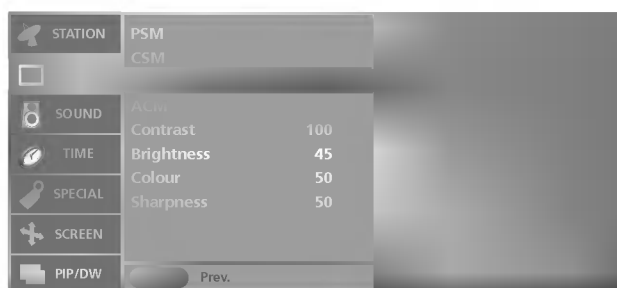 STATION
SOUND
TIME
SPECIAL
SCREEN
PIP/DW
PSM
CSM
ACM
Contrast 100
Brightness 45
Colour 50
Sharpness 50
Prev.